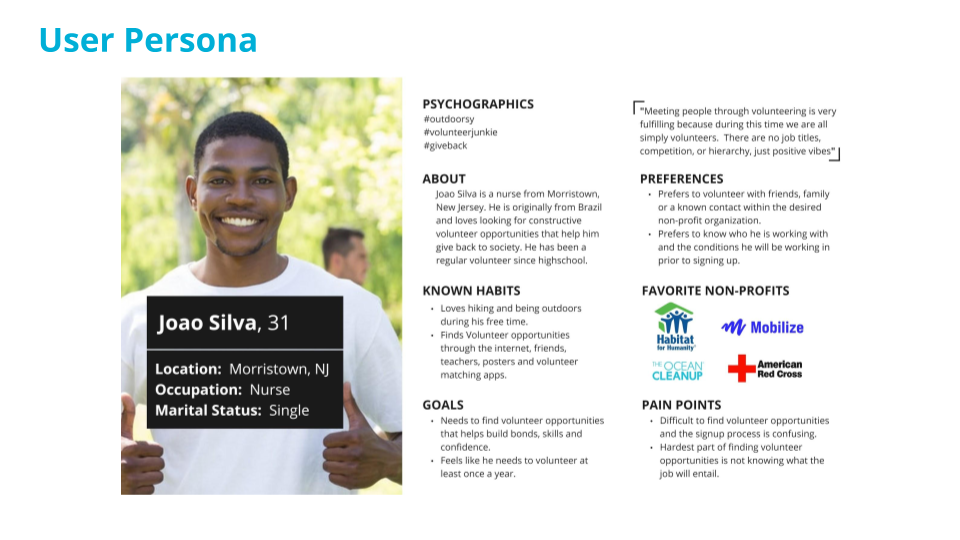 User Persona
Joao Silva, 31
Location: Morristown, NJ
Occupation: Nurse
Marital Status: Single
PSYCHOGRAPHICS
#outdoorsy
#volunteerjunkie
#giveback
ABOUT
Joao Silva is a nurse from Morristown,
New Jersey. He is originally from Brazil
and loves looking for constructive
volunteer opportunities that help him
give back to society. He has been a
regular volunteer since highschool.
KNOWN HABITS
• Loves hiking and being outdoors
during his free time.
• Finds Volunteer opportunities
through the internet, friends,
teachers, posters and volunteer
matching apps.
GOALS
• Needs to find volunteer opportunities
that helps build bonds, skills and
confidence.
• Feels like he needs to volunteer at
least once a year.
"Meeting people through volunteering is very
fulfilling because during this time we are all
simply volunteers. There are no job titles,
competition, or hierarchy, just positive vibes"
PREFERENCES
• Prefers to volunteer with friends, family
or a known contact within the desired
non-profit organization.
• Prefers to know who he is working with
and the conditions he will be working in
prior to signing up.
FAVORITE NON-PROFITS
Habitat
for Humanity®
Mobilize
THE OCEAN
CLEANUP
American
Red Cross
PAIN POINTS
• Difficult to find volunteer opportunities
and the signup process is confusing.
• Hardest part of finding volunteer
opportunities is not knowing what the
job will entail.